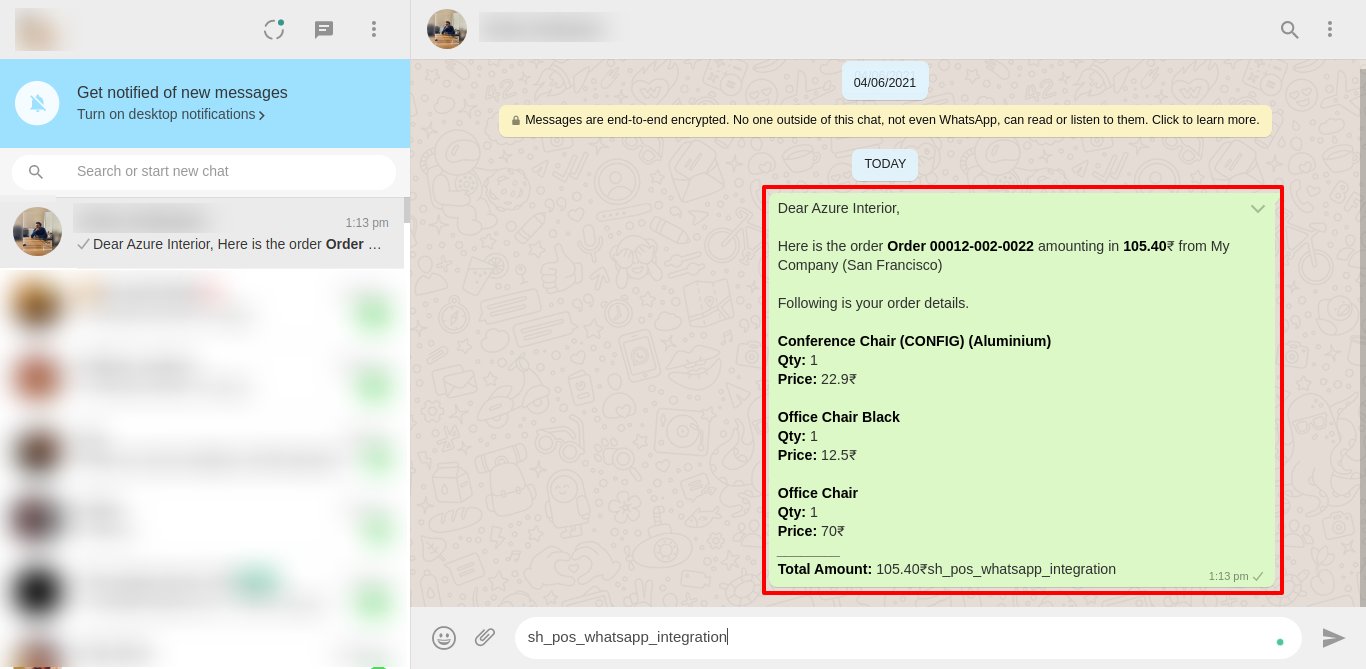 Get notified of new messages
Turn on desktop notifications
Search or start new chat
1:13 pm
Dear Azure Interior, Here is the order Order …
04/06/2021
Messages are end-to-end encrypted. No one outside of this chat, not even WhatsApp, can read or listen to them. Click to learn more.
TODAY
Dear Azure Interior,
Here is the order Order 00012-002-0022 amounting in 105.40₹ from My
Company (San Francisco)
Following is your order details.
Conference Chair (CONFIG) (Aluminium)
Qty: 1
Price: 22.9₹
Office Chair Black
Qty: 1
Price: 12.5₹
Office Chair
Qty: 1
Price: 70₹
________
Total Amount: 105.40₹sh_pos_whatsapp_integration
1:13 pm
sh_pos_whatsapp_integration